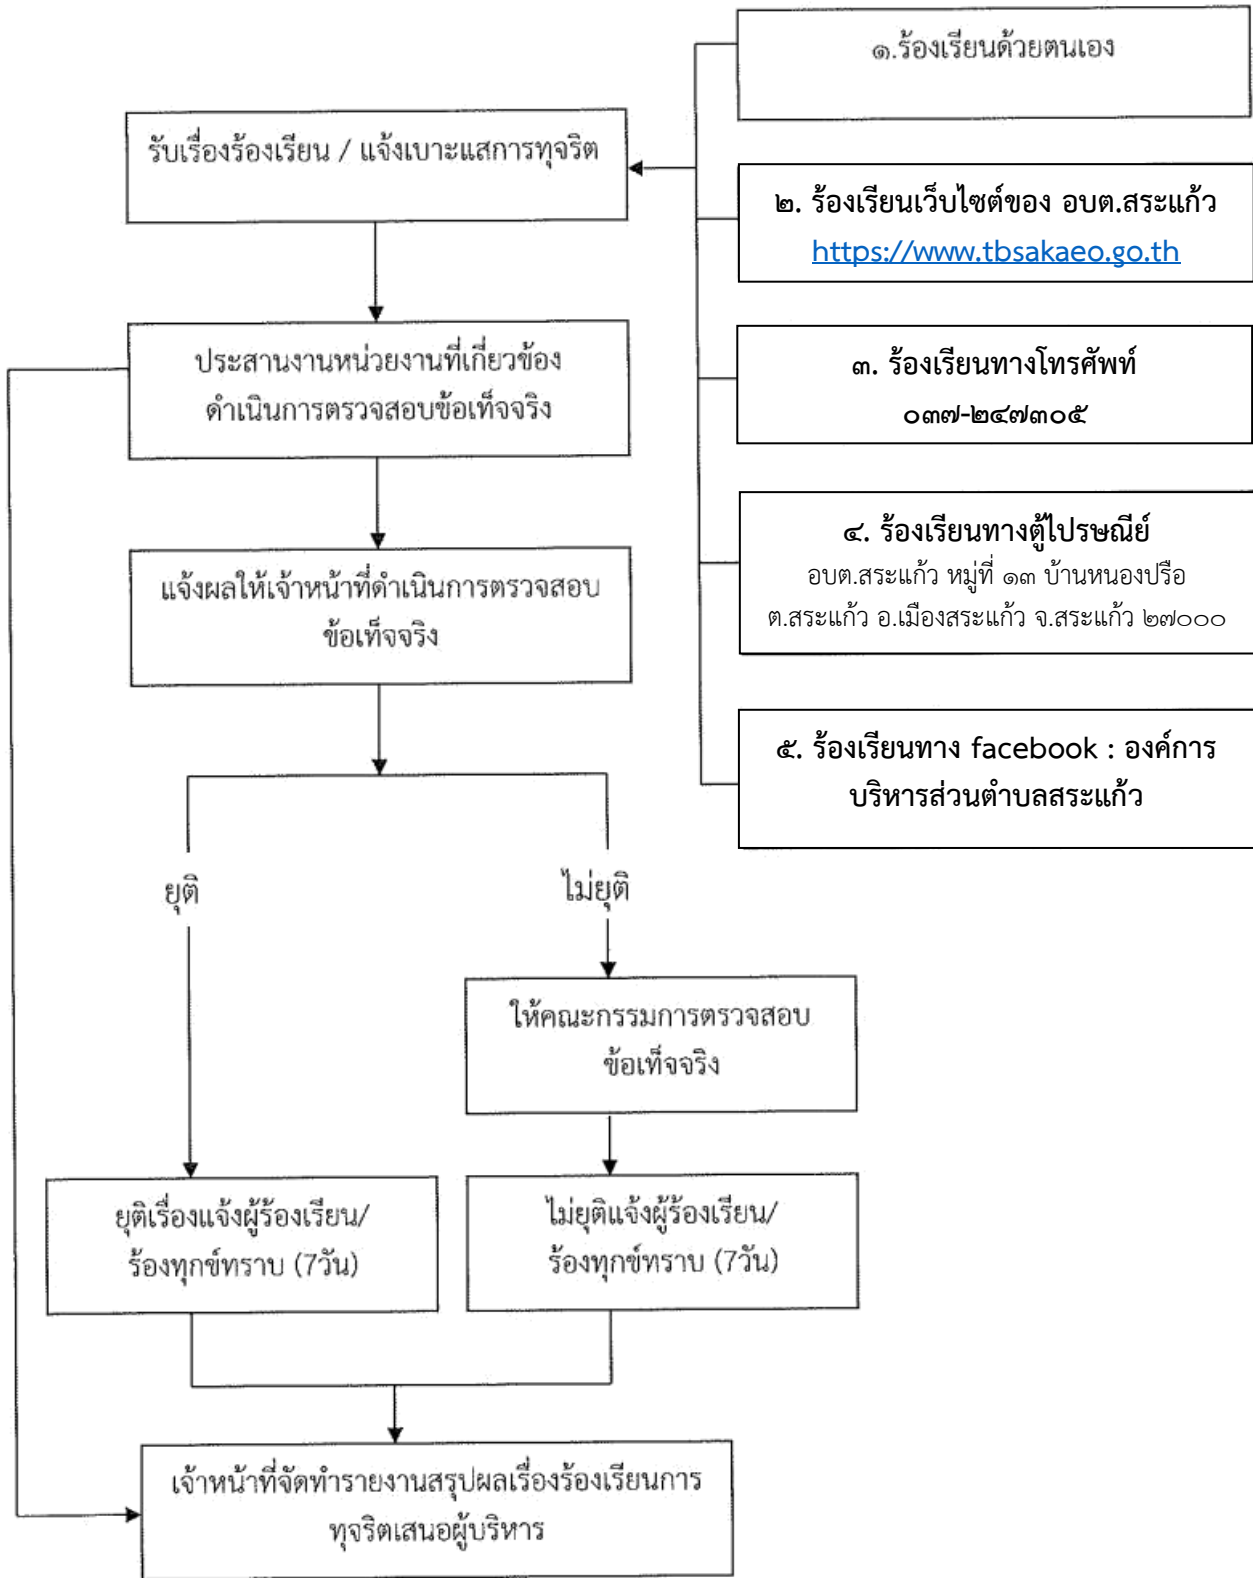 ๑.ร้องเรียนด้วยตนเอง
รับเรื่องร้องเรียน / แจ้งเบาะแสการทุจริต
๒. ร้องเรียนเว็บไซต์ของ อบต.สระแก้ว
https://www.tbsakaeo.go.th
๓. ร้องเรียนทางโทรศัพท์
๐๓๗-๒๔๗๓๐๕
๔. ร้องเรียนทางตู้ไปรษณีย์
อบต.สระแก้ว หมู่ที่ ๑๓ บ้านหนองปรือ
ต.สระแก้ว อ.เมืองสระแก้ว จ.สระแก้ว ๒๗๐๐๐
๕. ร้องเรียนทาง facebook : องค์การ
บริหารส่วนตำบลสระแก้ว
ประสานงานหน่วยงานที่เกี่ยวข้อง
ดำเนินการตรวจสอบข้อเท็จจริง
แจ้งผลให้เจ้าหน้าที่ดำเนินการตรวจสอบ
ข้อเท็จจริง
ยุติ
ไม่ยุติ
ให้คณะกรรมการตรวจสอบ
ข้อเท็จจริง
ยุติเรื่องแจ้งผู้ร้องเรียน/
ร้องทุกข์ทราบ (7วัน)
ไม่ยุติแจ้งผู้ร้องเรียน/
ร้องทุกข์ทราบ (7วัน)
เจ้าหน้าที่จัดทำรายงานสรุปผลเรื่องร้องเรียนการ
ทุจริตเสนอผู้บริหาร